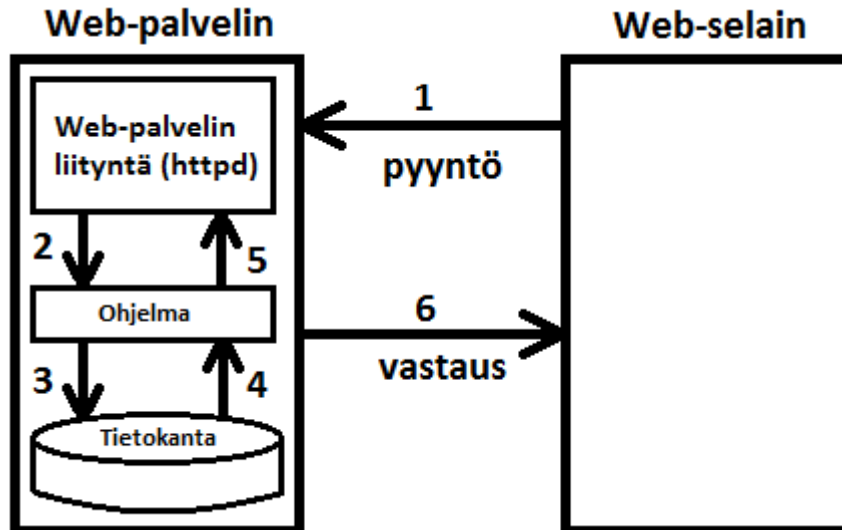 Web-palvelin
Web-selain
Web-palvelin
liityntä (httpd)
1
pyyntö
2
5
Ohjelma
6
vastaus
3
4
Tietokanta